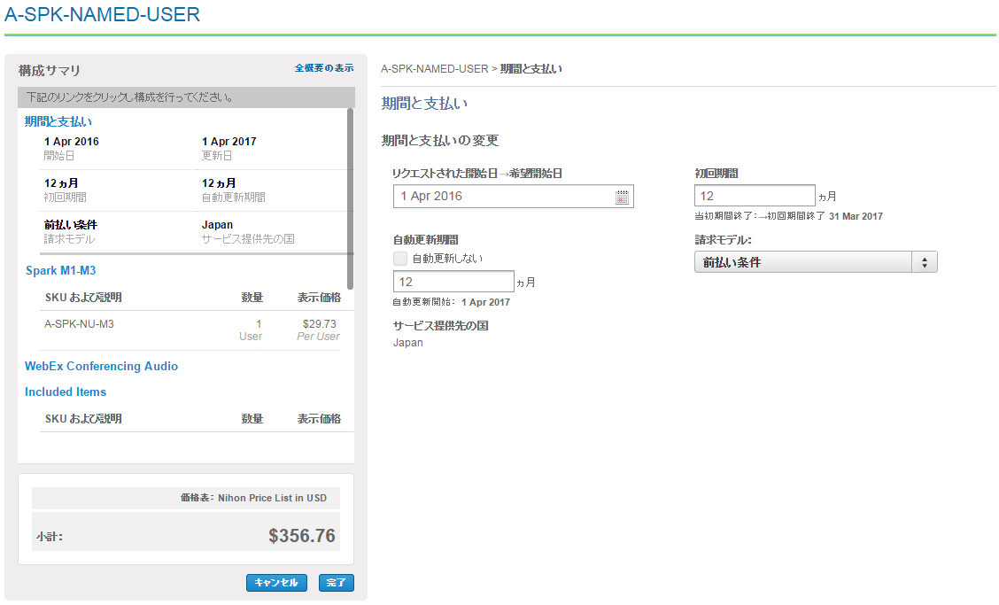 A-SPK-NAMED-USER
構成サマリ 全概要の表示
下記のリンクをクリックし構成を行ってください。
期間と支払い
1 Apr 2016 1 Apr 2017
開始日 更新日
12ヵ月 12ヵ月
初回期間 自動更新期間
前払い条件 Japan
請求モデル サービス提供先の国
Spark M1-M3
SKU および説明 数量 表示価格
A-SPK-NU-M3 1 $29.73
User Per User
WebEx Conferencing Audio
Included Items
SKU および説明 数量 表示価格
価格表: Nihon Price List in USD
小計: $356.76
キャンセル 完了
A-SPK-NAMED-USER > 期間と支払い
期間と支払い
期間と支払いの変更
リクエストされた開始日→希望開始日
1 Apr 2016
初回期間
12 ヵ月
当初期間終了:→初回期間終了 31 Mar 2017
自動更新期間
自動更新しない
12 ヵ月
自動更新開始: 1 Apr 2017
請求モデル:
前払い条件
サービス提供先の国
Japan